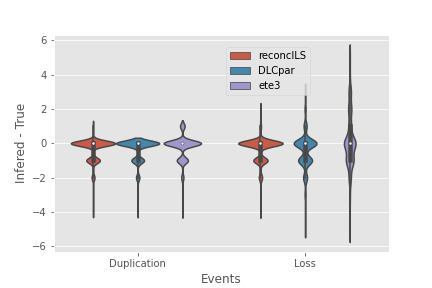 6
4
2
0
−2
−4
−6
Infered - True
reconcILS
DLCpar
ete3
Duplication
Loss
Events